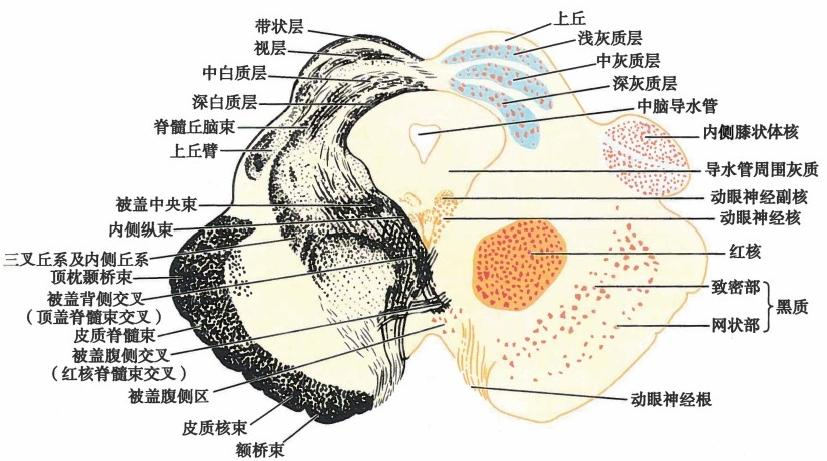 带状层
视层
中白质层
深白质层
脊髓丘脑束
上丘臂
被盖中央束
内侧纵束
三叉丘系及内侧丘系
顶枕颞桥束
被盖背侧交叉
(顶盖脊髓束交叉)
皮质脊髓束
被盖腹侧交叉
(红核脊髓束交叉)
被盖腹侧区
皮质核束
额桥束
上丘
浅灰质层
中灰质层
深灰质层
中脑导水管
内侧膝状体核
导水管周围灰质
动眼神经副核
动眼神经核
红核
致密部
黑质
网状部
动眼神经根